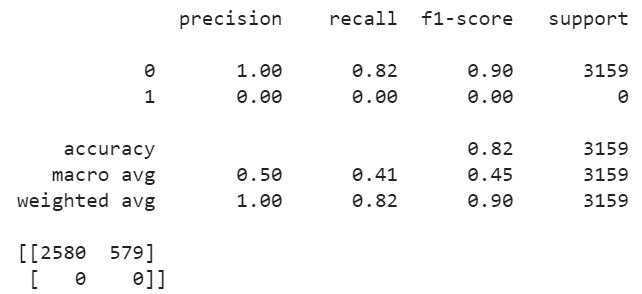 precision recall f1-score support
0 1.00 0.82 0.90 3159
1 0.00 0.00 0.00 0
accuracy 0.82 3159
macro avg 0.50 0.41 0.45 3159
weighted avg 1.00 0.82 0.90 3159
[[2580 579]
[ 0 0]]